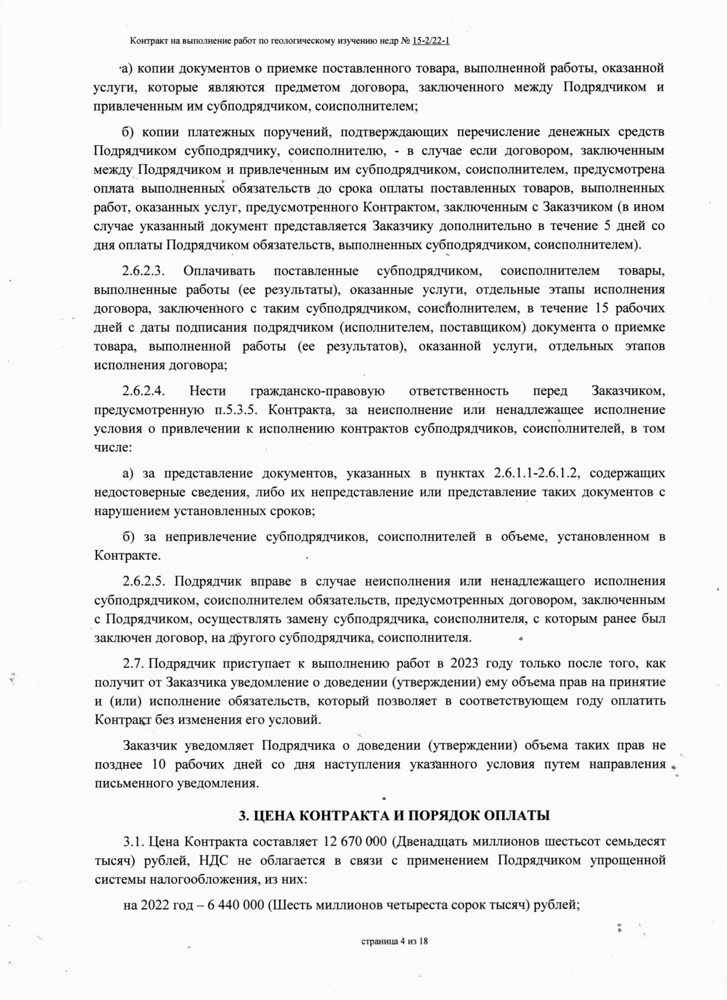 Контракт на выполнение работ по геологическому изучению недр № 15-2/22-1
а) копии документов о приемке поставленного товара, выполненной работы, оказанной
услуги, которые являются предметом договора, заключенного между Подрядчиком и
привлеченным им субподрядчиком, соисполнителем;
б) копии платежных поручений, подтверждающих перечисление денежных средств
Подрядчиком субподрядчику, соисполнителю, - в случае если договором, заключенным
между Подрядчиком и привлеченным им субподрядчиком, соисполнителем, предусмотрена
оплата выполненных обязательств до срока оплаты поставленных товаров, выполненных
работ, оказанных услуг, предусмотренного Контрактом, заключенным с Заказчиком (в ином
случае указанный документ представляется Заказчику дополнительно в течение 5 дней со
дня оплаты Подрядчиком обязательств, выполненных субподрядчиком, соисполнителем).
2.6.2.3. Оплачивать поставленные субподрядчиком, соисполнителем товары,
выполненные работы (ее результаты), оказанные услуги, отдельные этапы исполнения
договора, заключенного с таким субподрядчиком, соисполнителем, в течение 15 рабочих
дней с даты подписания подрядчиком (исполнителем, поставщиком) документа о приемке
товара, выполненной работы (ее результатов), оказанной услуги, отдельных этапов
исполнения договора;
2.6.2.4. Нести гражданско-правовую ответственность перед Заказчиком,
предусмотренную п.5.3.5. Контракта, за неисполнение или ненадлежащее исполнение
условия о привлечении к исполнению контрактов субподрядчиков, соисполнителей, в том
числе:
а) за представление документов, указанных в пунктах 2.6.1.1-2.6.1.2, содержащих
недостоверные сведения, либо их непредставление или представление таких документов с
нарушением установленных сроков;
б) за непривлечение субподрядчиков, соисполнителей в объеме, установленном в
Контракте.
2.6.2.5. Подрядчик вправе в случае неисполнения или ненадлежащего исполнения
субподрядчиком, соисполнителем обязательств, предусмотренных договором, заключенным
с Подрядчиком, осуществлять замену субподрядчика, соисполнителя, с которым ранее был
заключен договор, на другого субподрядчика, соисполнителя.
2.7. Подрядчик приступает к выполнению работ в 2023 году только после того, как
получит от Заказчика уведомление о доведении (утверждении) ему объема прав на принятие
и (или) исполнение обязательств, который позволяет в соответствующем году оплатить
Контракт без изменения его условий.
Заказчик уведомляет Подрядчика о доведении (утверждении) объема таких прав не
позднее 10 рабочих дней со дня наступления указанного условия путем направления
письменного уведомления.
3. ЦЕНА КОНТРАКТА И ПОРЯДОК ОПЛАТЫ
3.1. Цена Контракта составляет 12 670 000 (Двенадцать миллионов шестьсот семьдесят
тысяч) рублей, НДС не облагается в связи с применением Подрядчиком упрощенной
системы налогообложения, из них:
на 2022 год – 6 440 000 (Шесть миллионов четыреста сорок тысяч) рублей;
страница 4 из 18